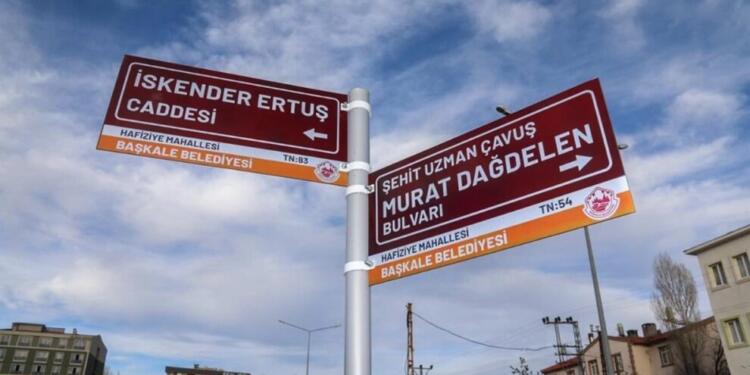 İSKENDER ERTUŞ
CADDESİ
HAFİZİYE MAHALLESİ
BAŞKALE BELEDİYESİ
TN:83
ŞEHİT UZMAN ÇAVUŞ
MURAT DAĞDELEN
BULVARI
HAFİZİYE MAHALLESİ
TN:54
BAŞKALE BELEDİYESİ